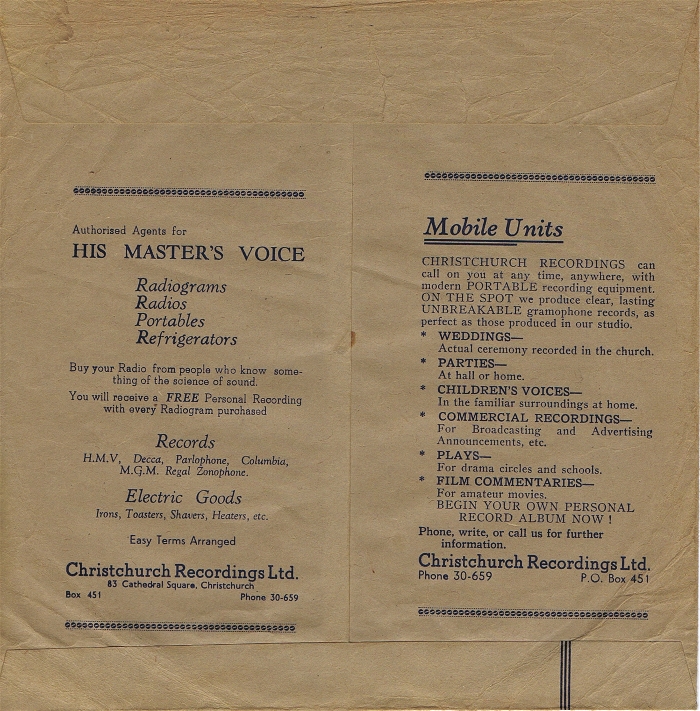 Authorised Agents for
HIS MASTER'S VOICE
Radiograms
Radios
Portables
Refrigerators
Buy your Radio from people who know some-
thing of the science of sound.
You will receive a FREE Personal Recording
with every Radiogram purchased
Records
H.M.V, Decca, Parlophone, Columbia,
M.G.M. Regal Zonophone.
Electric Goods
Irons, Toasters, Shavers, Heaters, etc.
Easy Terms Arranged
Christchurch Recordings Ltd.
83 Cathedral Square, Christchurch
Box 451 Phone 30-659
Mobile Units
CHRISTCHURCH RECORDINGS can
call on you at any time, anywhere, with
modern PORTABLE recording equipment.
ON THE SPOT we produce clear, lasting
UNBREAKABLE gramophone records, as
perfect as those produced in our studio.
* WEDDINGS—
Actual ceremony recorded in the church.
* PARTIES—
At hall or home.
* CHILDREN'S VOICES—
In the familiar surroundings at home.
* COMMERCIAL RECORDINGS—
For Broadcasting and Advertising
Announcements, etc.
* PLAYS—
For drama circles and schools.
* FILM COMMENTARIES—
For amateur movies.
BEGIN YOUR OWN PERSONAL
RECORD ALBUM NOW !
Phone, write, or call us for further
information.
Christchurch Recordings Ltd.
Phone 30-659 P.O. Box 451